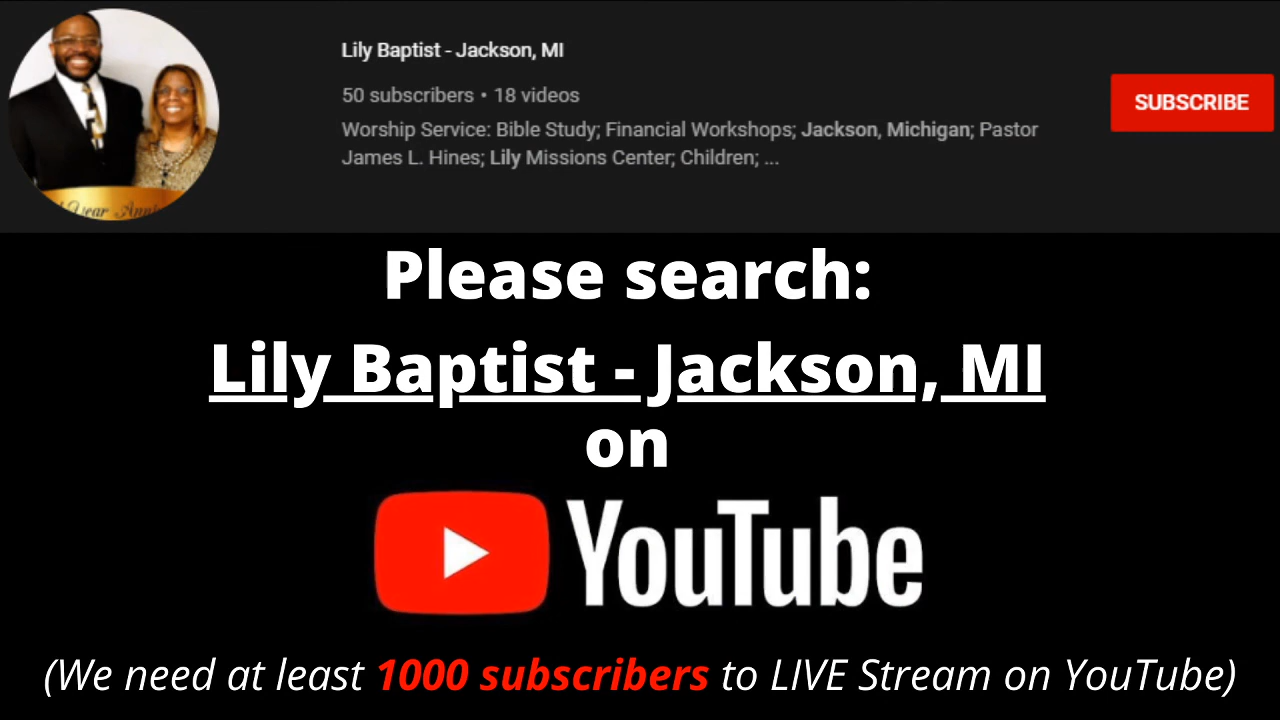 Lily Baptist - Jackson, MI
50 subscribers • 18 videos
SUBSCRIBE
Worship Service: Bible Study; Financial Workshops; Jackson, Michigan; Pastor
James L. Hines; Lily Missions Center; Children; ...
Please search:
Lily Baptist - Jackson, MI
on
YouTube
(We need at least 1000 subscribers to LIVE Stream on YouTube)